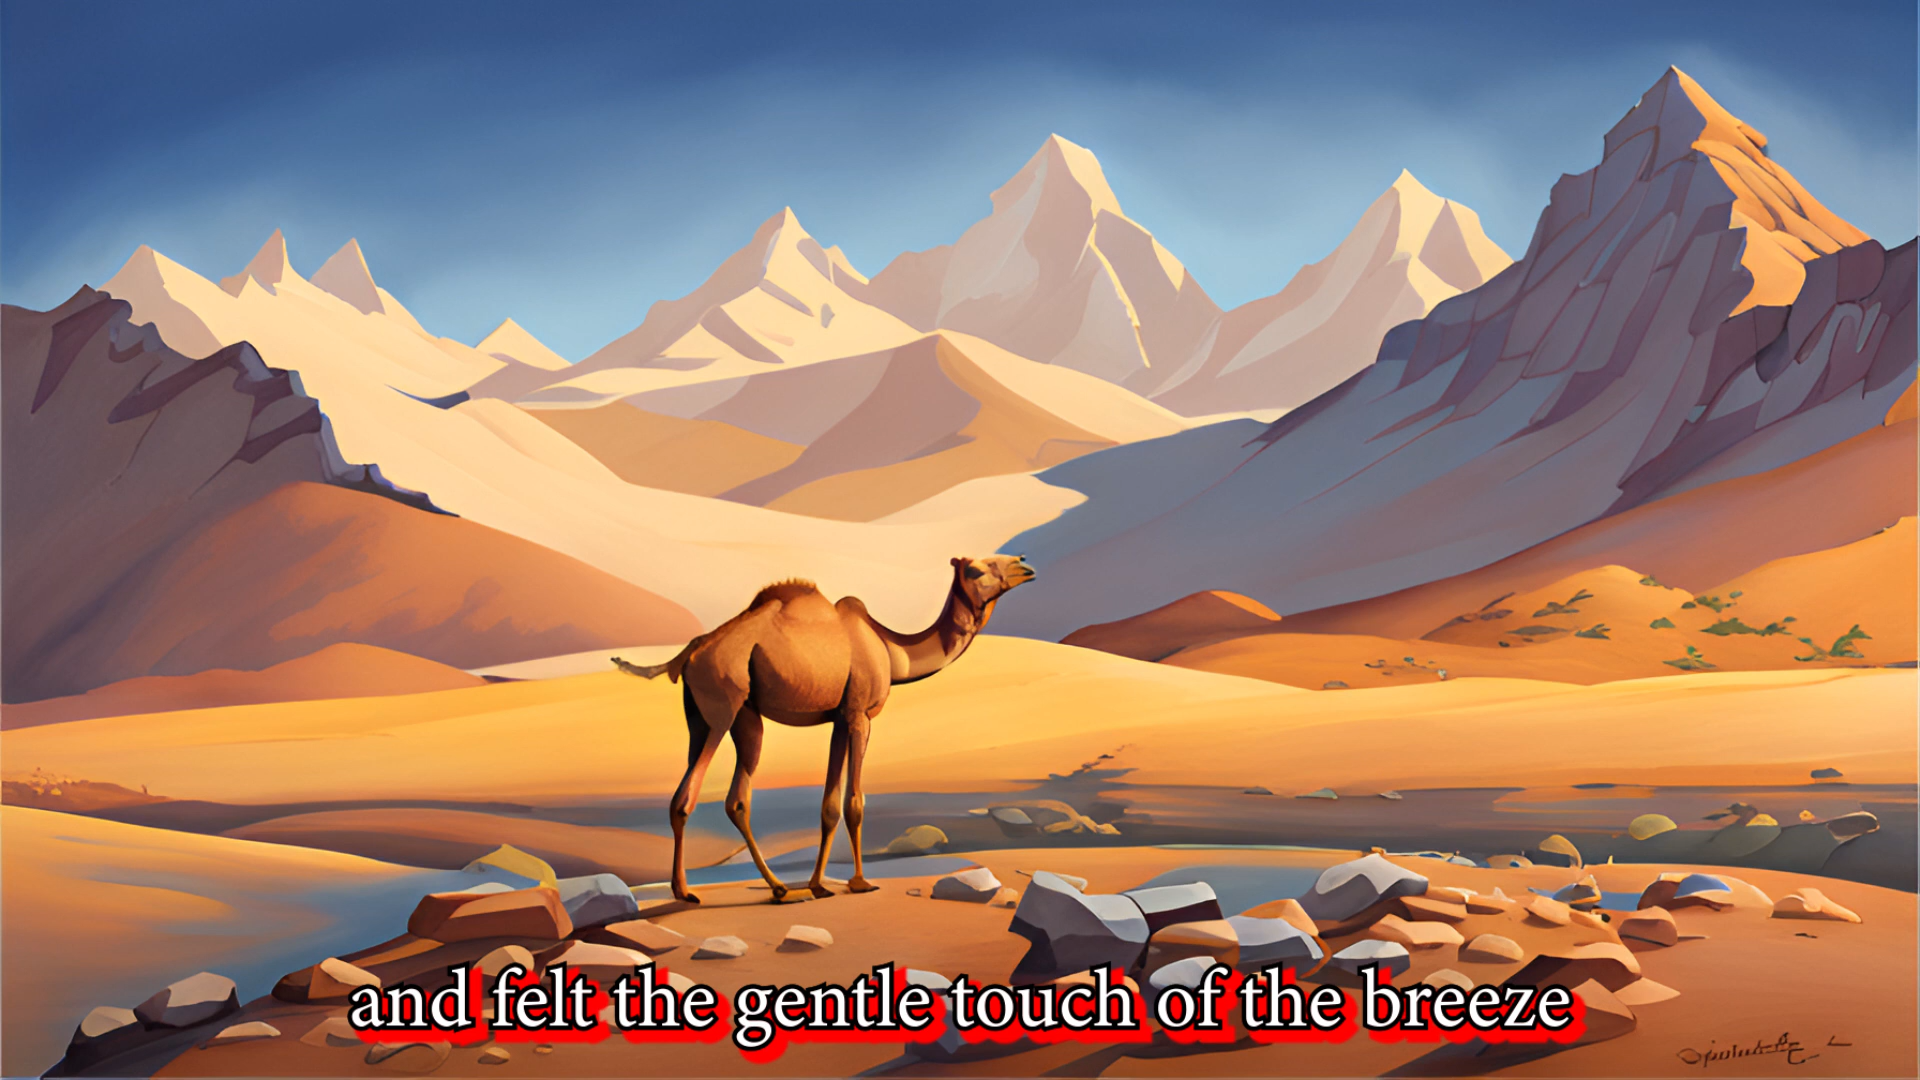 and felt the gentle touch of the breeze